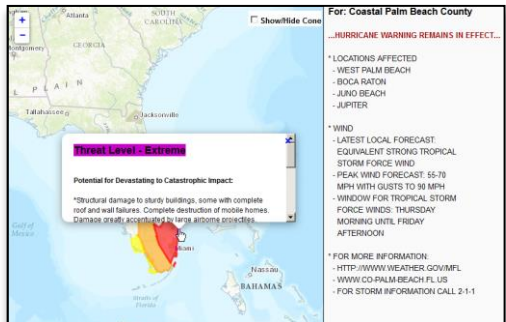 +
-
Atlanta
SOUTH
CAROLINA
Montgomery
GEORGIA
PLAIN
Tallahassee
Jacksonville
Show/Hide Cone
Threat Level - Extreme
Potential for Devastating to Catastrophic Impact:
*Structural damage to sturdy buildings, some with complete
roof and wall failures. Complete destruction of mobile homes.
Damage greatly accentuated by large airborne projectiles.
Gulf of
Mexico
Miami
Nassau
BAHAMAS
Straits of
Florida
For: Coastal Palm Beach County
...HURRICANE WARNING REMAINS IN EFFECT...
* LOCATIONS AFFECTED
- WEST PALM BEACH
- BOCA RATON
- JUNO BEACH
- JUPITER
* WIND
- LATEST LOCAL FORECAST:
EQUIVALENT STRONG TROPICAL
STORM FORCE WIND
- PEAK WIND FORECAST: 55-70
MPH WITH GUSTS TO 90 MPH
- WINDOW FOR TROPICAL STORM
FORCE WINDS: THURSDAY
MORNING UNTIL FRIDAY
AFTERNOON
* FOR MORE INFORMATION:
- HTTP://WWW.WEATHER.GOV/MFL
- WWW.CO-PALM-BEACH.FL.US
- FOR STORM INFORMATION CALL 2-1-1